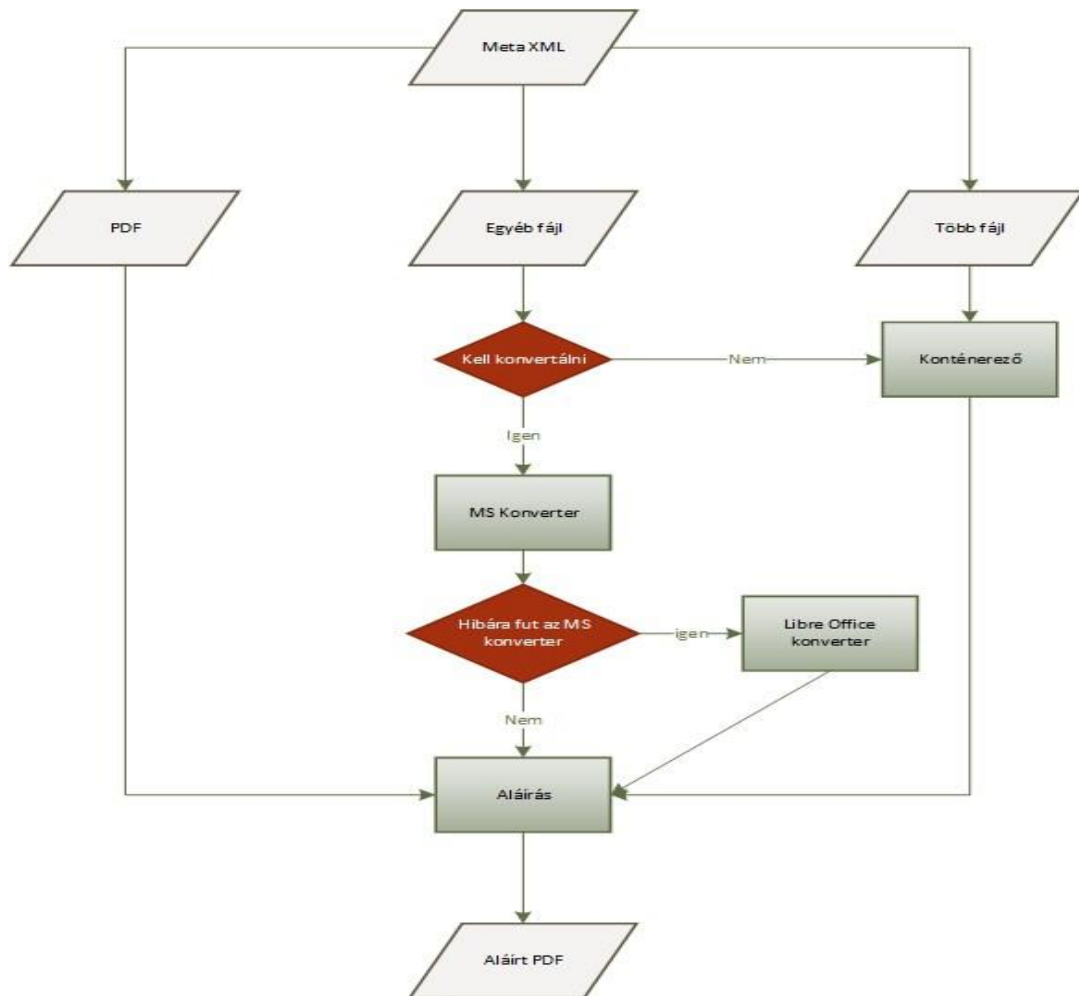 Meta XML
PDF
Egyéb fájl
Több fájl
Kell konvertálni
Nem
Konténerező
Igen
MS Konverter
Hibára fut az MS
konverter
igen
Libre Office
konverter
Nem
Aláírás
Aláírt PDF